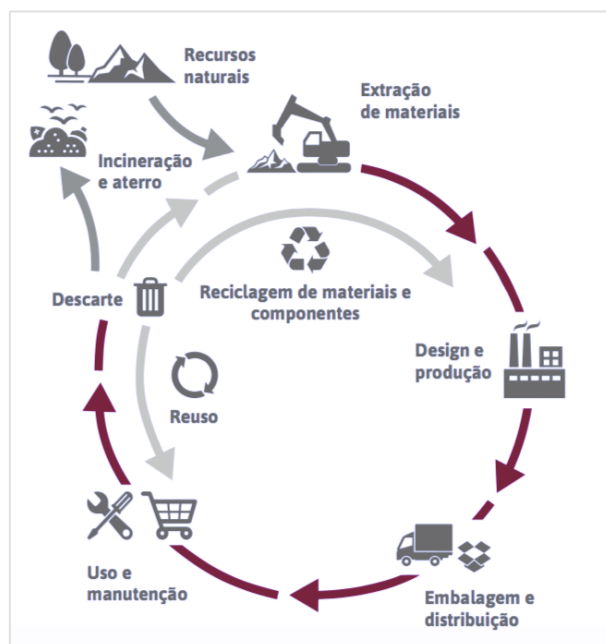 Recursos
naturais
Extração
de materiais
Incineração
e aterro
Descarte
Reciclagem de materiais e
componentes
Design e
produção
Reuso
Uso e
manutenção
Embalagem e
distribuição